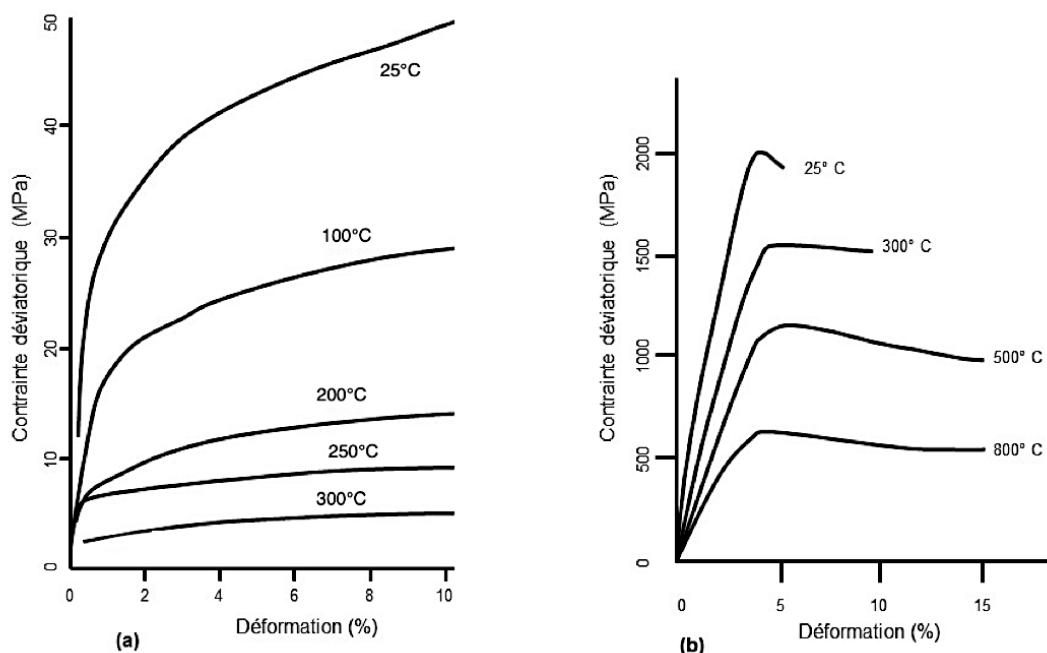 Contrainte déviatorique (MPa)
50
40
30
20
10
0
25°C
100°C
200°C
250°C
300°C
0 2 4 6 8 10
Déformation (%)
(a)
Contrainte déviatorique (MPa)
2000
1500
1000
500
0
25° C
300° C
500° C
800° C
0 5 10 15
Déformation (%)
(b)